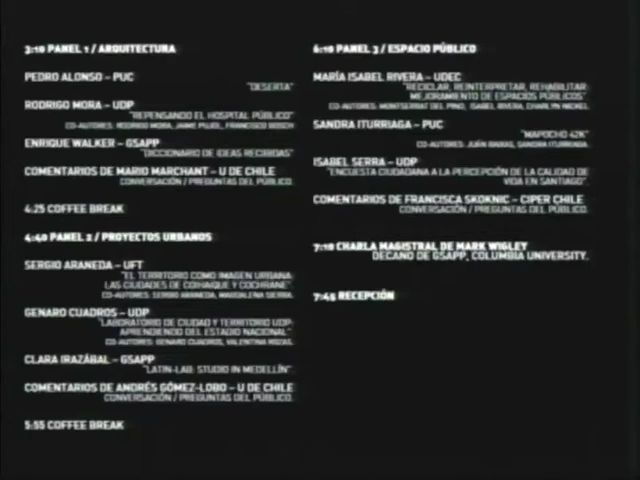 3:10 PANEL 1 / ARQUITECTURA
PEDRO ALONSO – PUC
"DESERTA"
RODRIGO MORA – UDP
"REPENSANDO EL HOSPITAL PÚBLICO"
CO-AUTORES: RODRIGO MORA, JAIME PUJOL, FRANCISCO BOSCH
ENRIQUE WALKER – GSAPP
"DICCIONARIO DE IDEAS RECIBIDAS"
COMENTARIOS DE MARIO MARCHANT – U DE CHILE
CONVERSACIÓN / PREGUNTAS DEL PÚBLICO.
4:25 COFFEE BREAK
4:40 PANEL 2 / PROYECTOS URBANOS
SERGIO ARANEDA – UFT
"EL TERRITORIO COMO IMAGEN URBANA:
LAS CIUDADES DE COIHAIQUE Y COCHRANE"
CO-AUTORES: SERGIO ARANEDA, MAGDALENA SIERRA.
GENARO CUADROS – UDP
"LABORATORIO DE CIUDAD Y TERRITORIO UDP:
APRENDIENDO DEL ESTADIO NACIONAL"
CO-AUTORES: GENARO CUADROS, VALENTINA ROZAS.
CLARA IRAZÁBAL – GSAPP
"LATIN-LAB: STUDIO IN MEDELLÍN".
COMENTARIOS DE ANDRÉS GÓMEZ-LOBO – U DE CHILE
CONVERSACIÓN / PREGUNTAS DEL PÚBLICO.
5:55 COFFEE BREAK
6:10 PANEL 3 / ESPACIO PÚBLICO
MARÍA ISABEL RIVERA – UDEC
"RECICLAR, REINTERPRETAR, REHABILITAR:
MEJORAMIENTO DE ESPACIOS PÚBLICOS"
CO-AUTORES: MONTSERRAT DEL PINO, ISABEL RIVERA, NICKEL
SANDRA ITURRIAGA – PUC
"MAPOCHO 42K"
CO-AUTORES: SANDRA ITURRIAGA
ISABEL SERRA – UDP
"ENCUESTA CIUDADANA A LA PERCEPCIÓN DE LA CALIDAD DE
VIDA EN SANTIAGO".
COMENTARIOS DE FRANCISCA SKOKNIC – CIPER CHILE
CONVERSACIÓN / PREGUNTAS DEL PÚBLICO.
7:10 CHARLA MAGISTRAL DE MARK WIGLEY
DECANO DE GSAPP, COLUMBIA UNIVERSITY.
7:45 RECEPCIÓN